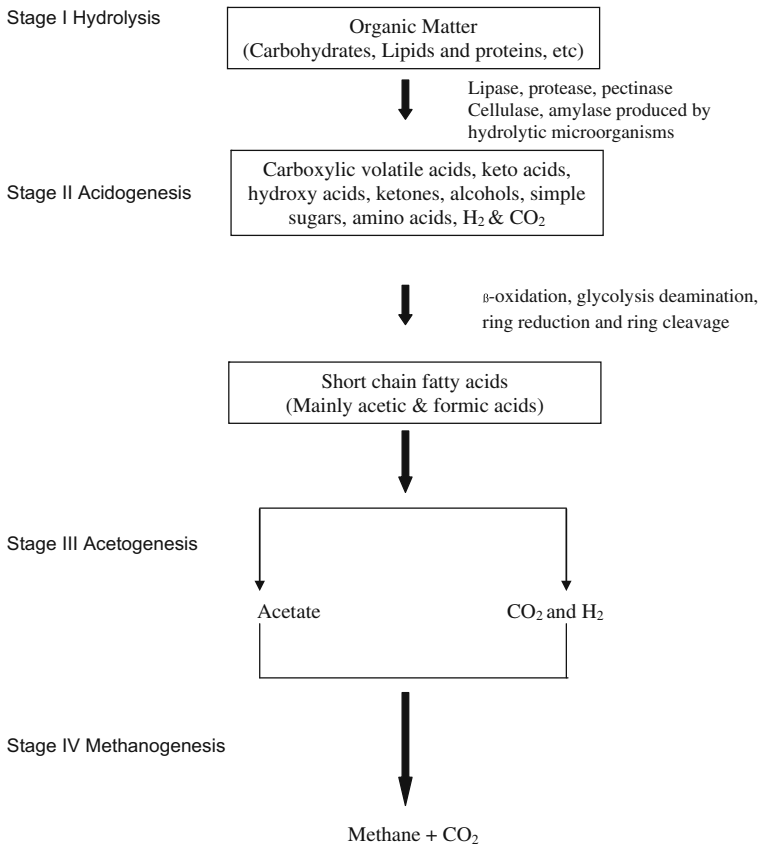 Stage I Hydrolysis
Organic Matter
(Carbohydrates, Lipids and proteins, etc)
Lipase, protease, pectinase
Cellulase, amylase produced by
hydrolytic microorganisms
Stage II Acidogenesis
Carboxylic volatile acids, keto acids,
hydroxy acids, ketones, alcohols, simple
sugars, amino acids, H₂ & CO₂
ß-oxidation, glycolysis deamination,
ring reduction and ring cleavage
Short chain fatty acids
(Mainly acetic & formic acids)
Stage III Acetogenesis
Acetate
CO₂ and H₂
Stage IV Methanogenesis
Methane + CO₂